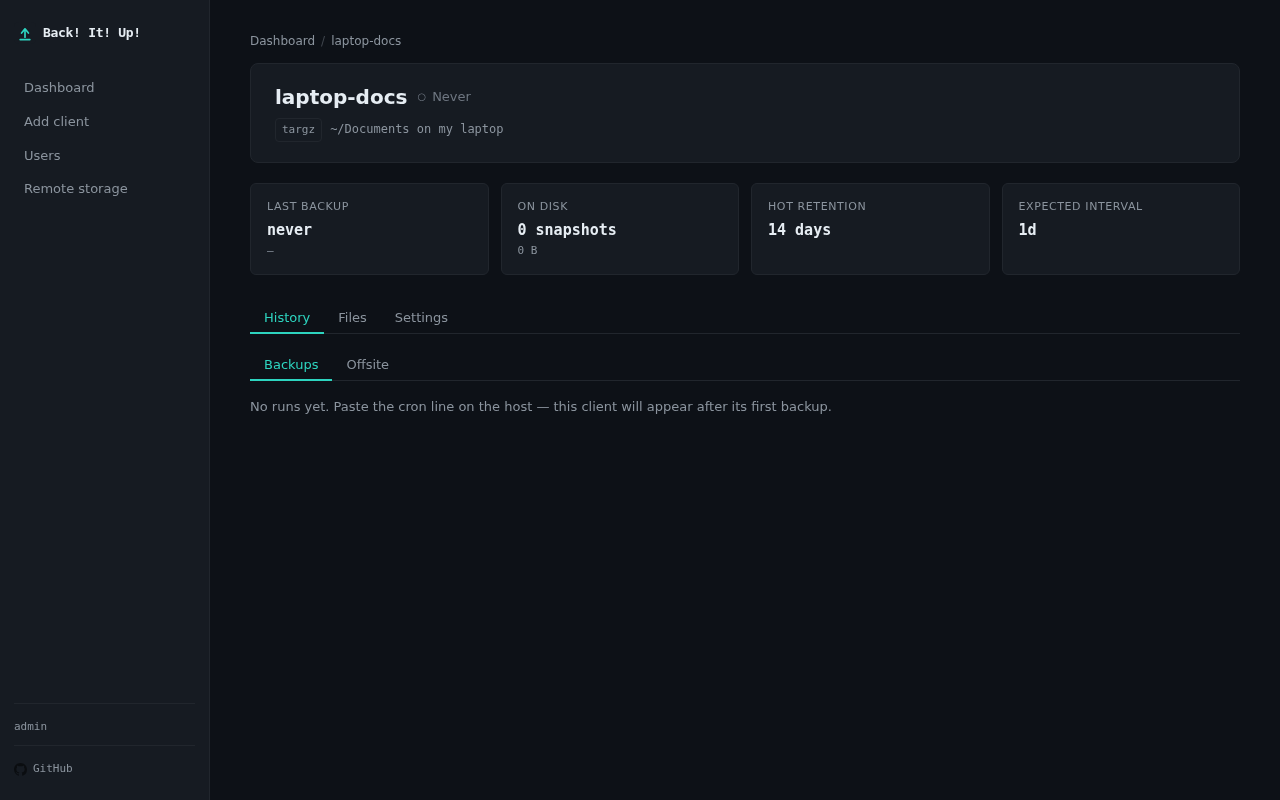 Back! It! Up!
Dashboard
Add client
Users
Remote storage
admin
GitHub
Dashboard / laptop-docs
laptop-docs ○ Never
targz ~/Documents on my laptop
LAST BACKUP
never
—
ON DISK
0 snapshots
0 B
HOT RETENTION
14 days
EXPECTED INTERVAL
1d
History Files Settings
Backups Offsite
No runs yet. Paste the cron line on the host — this client will appear after its first backup.